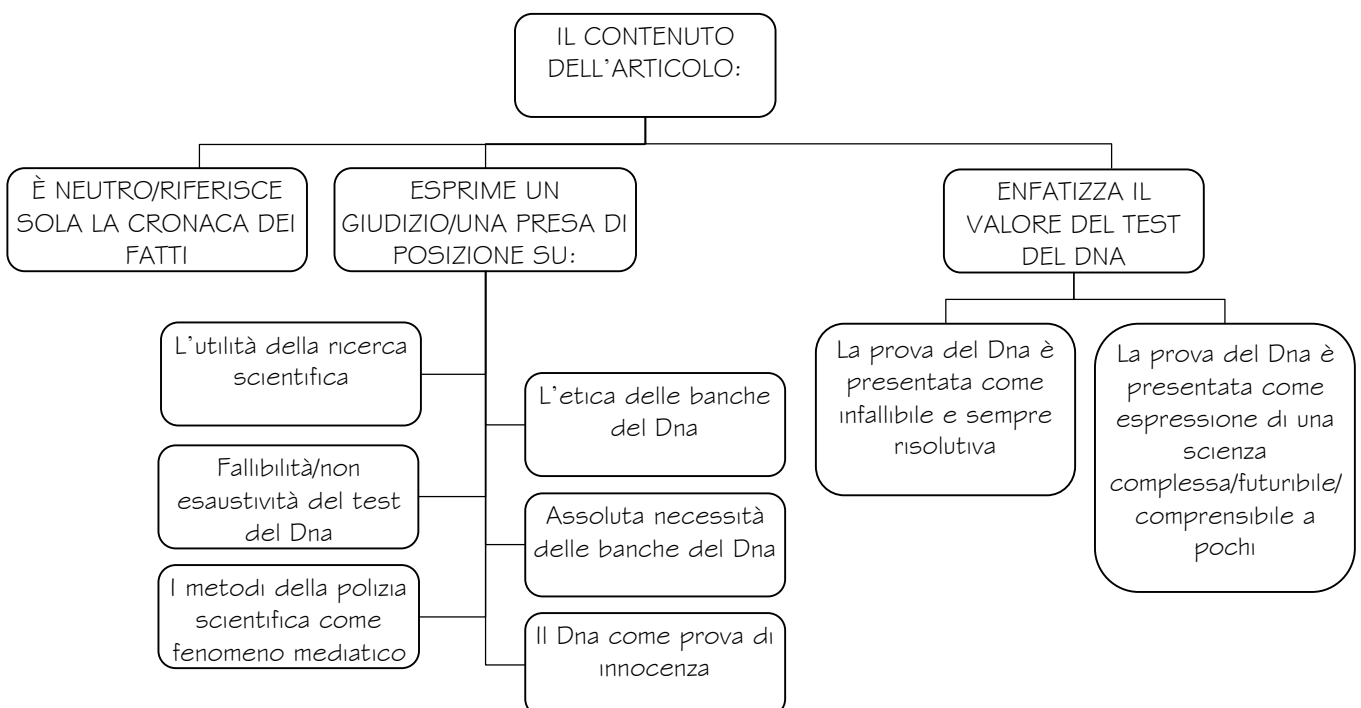 IL CONTENUTO
DELL'ARTICOLO:
È NEUTRO/RIFERISCE
SOLA LA CRONACA DEI
FATTI
ESPRIME UN
GIUDIZIO/UNA PRESA DI
POSIZIONE SU:
ENFATIZZA IL
VALORE DEL TEST
DEL DNA
L'utilità della ricerca
scientifica
L'etica delle banche
del Dna
Fallibilità/non
esaustività del test
del Dna
Assoluta necessità
delle banche del Dna
I metodi della polizia
scientifica come
fenomeno mediatico
Il Dna come prova di
innocenza
La prova del Dna è
presentata come
infallibile e sempre
risolutiva
La prova del Dna è
presentata come
espressione di una
scienza
complessa/futuribile/
comprensibile a
pochi